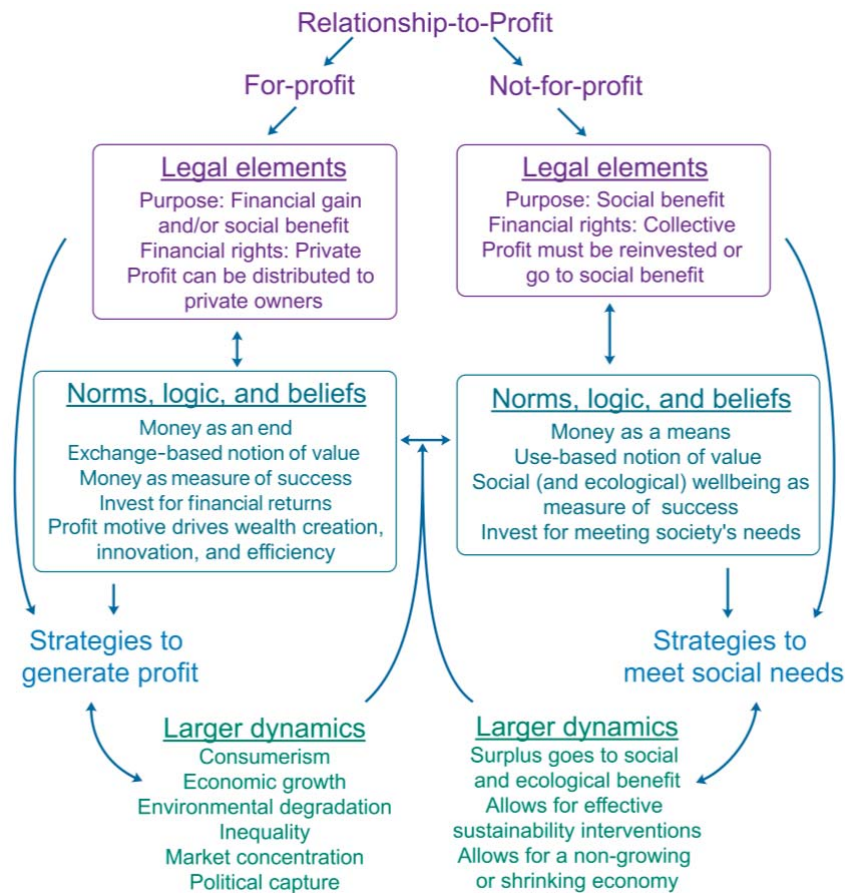 Relationship-to-Profit
For-profit
Not-for-profit
Legal elements
Purpose: Financial gain
and/or social benefit
Financial rights: Private
Profit can be distributed to
private owners
Legal elements
Purpose: Social benefit
Financial rights: Collective
Profit must be reinvested or
go to social benefit
Norms, logic, and beliefs
Money as an end
Exchange-based notion of value
Money as measure of success
Invest for financial returns
Profit motive drives wealth creation,
innovation, and efficiency
Norms, logic, and beliefs
Money as a means
Use-based notion of value
Social (and ecological) wellbeing as
measure of success
Invest for meeting society's needs
Strategies to
generate profit
Strategies to
meet social needs
Larger dynamics
Consumerism
Economic growth
Environmental degradation
Inequality
Market concentration
Political capture
Larger dynamics
Surplus goes to social
and ecological benefit
Allows for effective
sustainability interventions
Allows for a non-growing
or shrinking economy